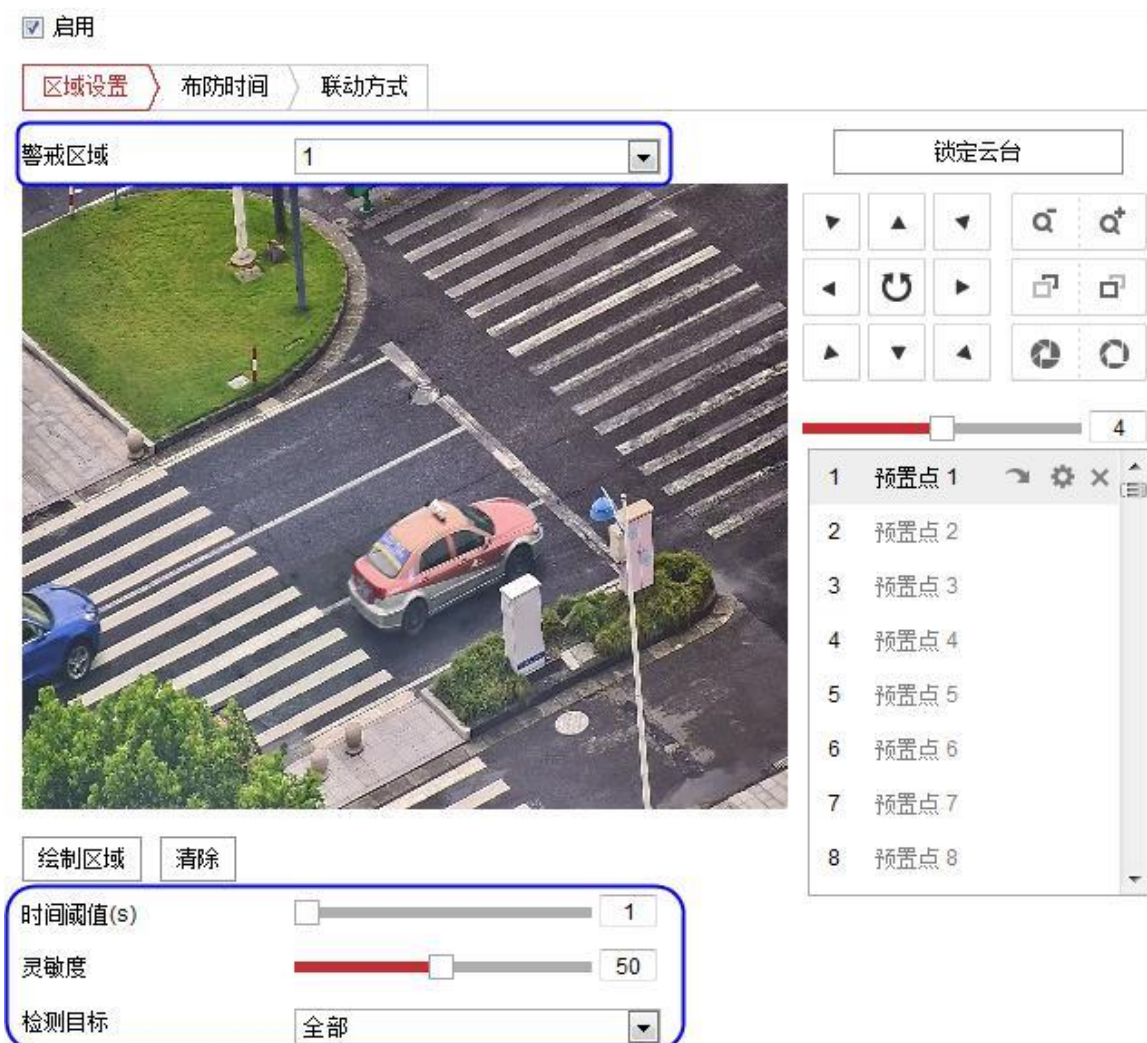 启用
区域设置 布防时间 联动方式
警戒区域 1
锁定云台
4
1 预置点 1
2 预置点 2
3 预置点 3
4 预置点 4
5 预置点 5
6 预置点 6
7 预置点 7
8 预置点 8
绘制区域 清除
时间阈值(s) 1
灵敏度 50
检测目标 全部